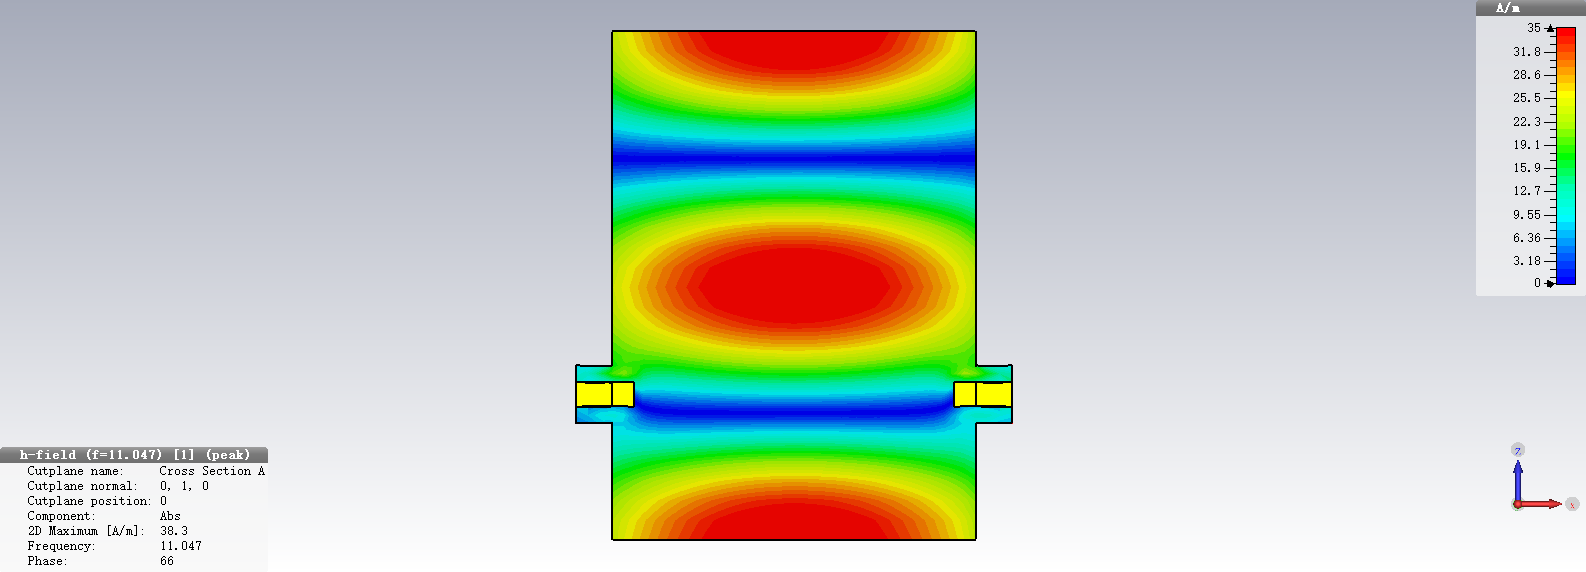 A/m
35
31.8
28.6
25.5
22.3
19.1
15.9
12.7
9.55
6.36
3.18
0
h-field (f=11.047) [1] (peak)
Cutplane name: Cross Section A
Cutplane normal: 0, 1, 0
Cutplane position: 0
Component: Abs
2D Maximum [A/m]: 38.3
Frequency: 11.047
Phase: 66
z
x